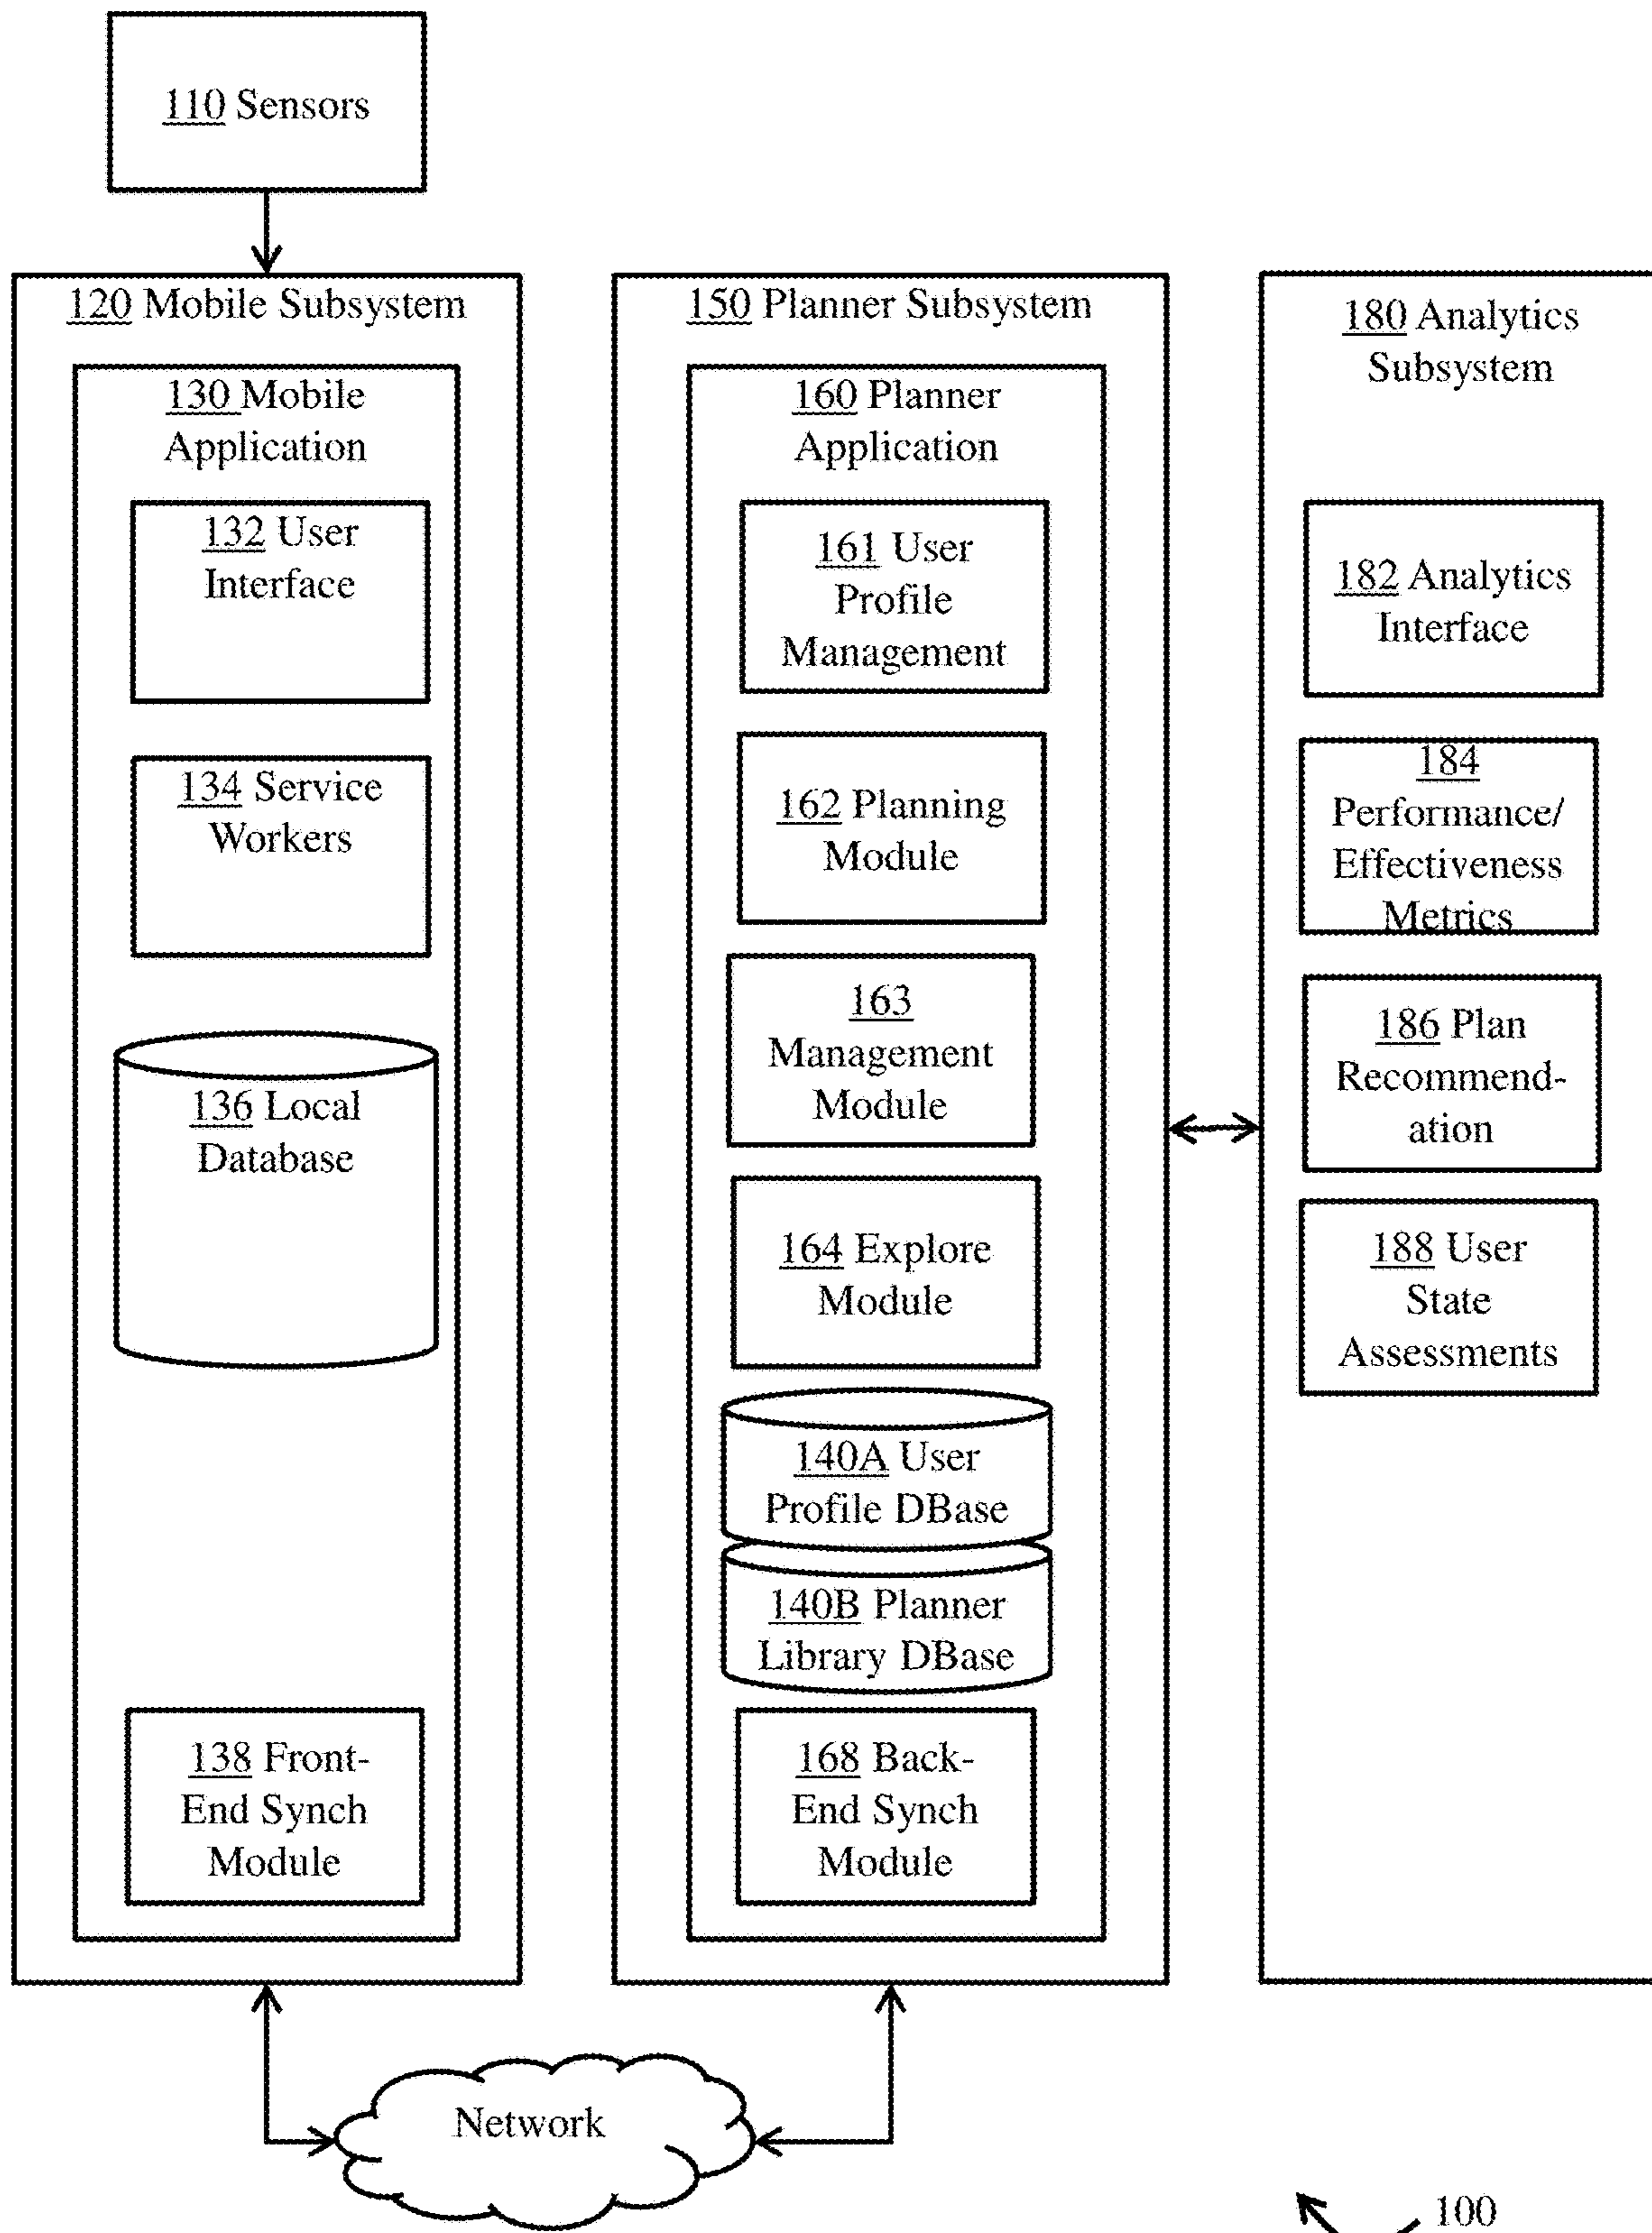 110 Sensors
120 Mobile Subsystem
130 Mobile
Application
132 User
Interface
134 Service
Workers
136 Local
Database
138 Front-
End Synch
Module
150 Planner Subsystem
160 Planner
Application
161 User
Profile
Management
162 Planning
Module
163
Management
Module
164 Explore
Module
140A User
Profile DBase
140B Planner
Library DBase
168 Back-
End Synch
Module
180 Analytics
Subsystem
182 Analytics
Interface
184
Performance/
Effectiveness
Metrics
186 Plan
Recommend-
ation
188 User
State
Assessments
Network
100